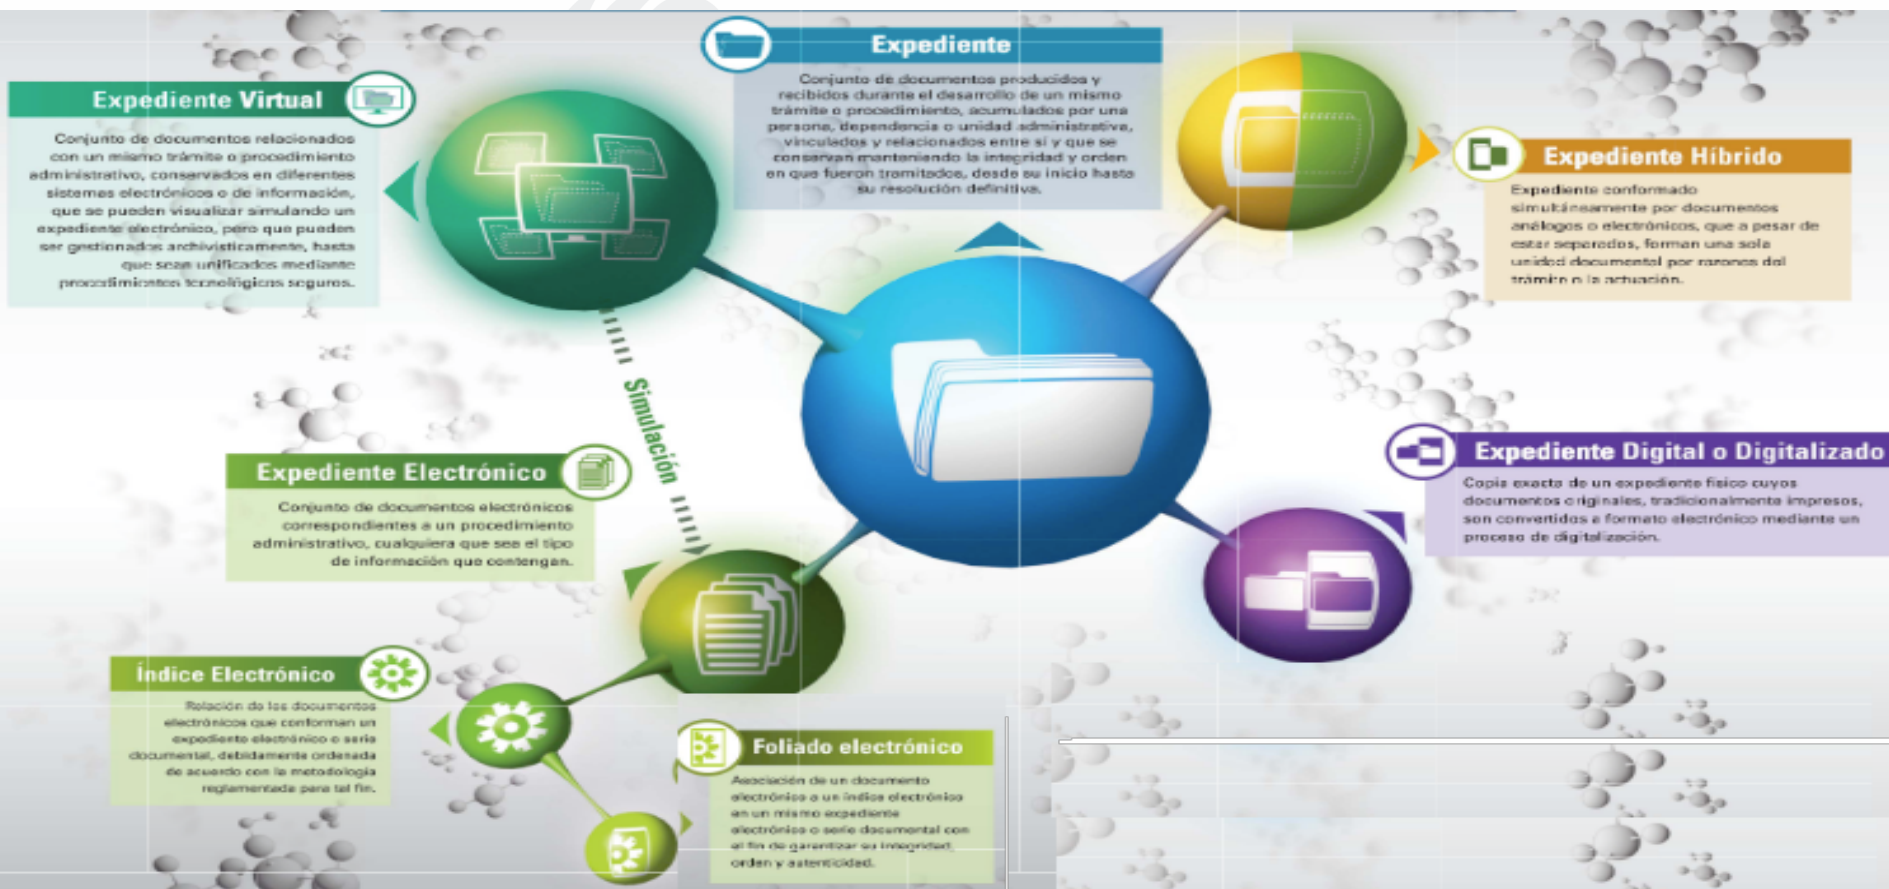 Expediente
Conjunto de documentos producidos y
recibidos durante el desarrollo de un mismo
trámite o procedimiento, acumulados por una
persona, dependencia o unidad administrativa,
vinculados y relacionados entre sí y que se
conservan manteniendo la integridad y orden
en que fueron tramitados, desde su inicio hasta
su resolución definitiva.
Expediente Virtual
Conjunto de documentos relacionados
con un mismo trámite o procedimiento
administrativo, conservados en diferentes
sistemas electrónicos o de información,
que se pueden visualizar simulando un
expediente electrónico, pero que pueden
ser gestionados archivísticamente, hasta
que sean unificados mediante
procedimientos tecnológicos seguros.
Expediente Híbrido
Expediente conformado
simultáneamente por documentos
análogos o electrónicos, que a pesar de
estar separados, forman una sola
unidad documental por razones del
trámite o la actuación.
Simulación
Expediente Electrónico
Conjunto de documentos electrónicos
correspondientes a un procedimiento
administrativo, cualquiera que sea el tipo
de información que contengan.
Expediente Digital o Digitalizado
Copia exacta de un expediente físico cuyos
documentos originales, tradicionalmente impresos,
son convertidos a formato electrónico mediante un
proceso de digitalización.
Índice Electrónico
Relación de los documentos
electrónicos que conforman un
expediente electrónico o serie
documental, debidamente ordenada
de acuerdo con la metodología
reglamentada para tal fin.
Foliado electrónico
Asociación de un documento
electrónico a un índice electrónico
en un mismo expediente
electrónico o serie documental con
el fin de garantizar su integridad,
orden y autenticidad.